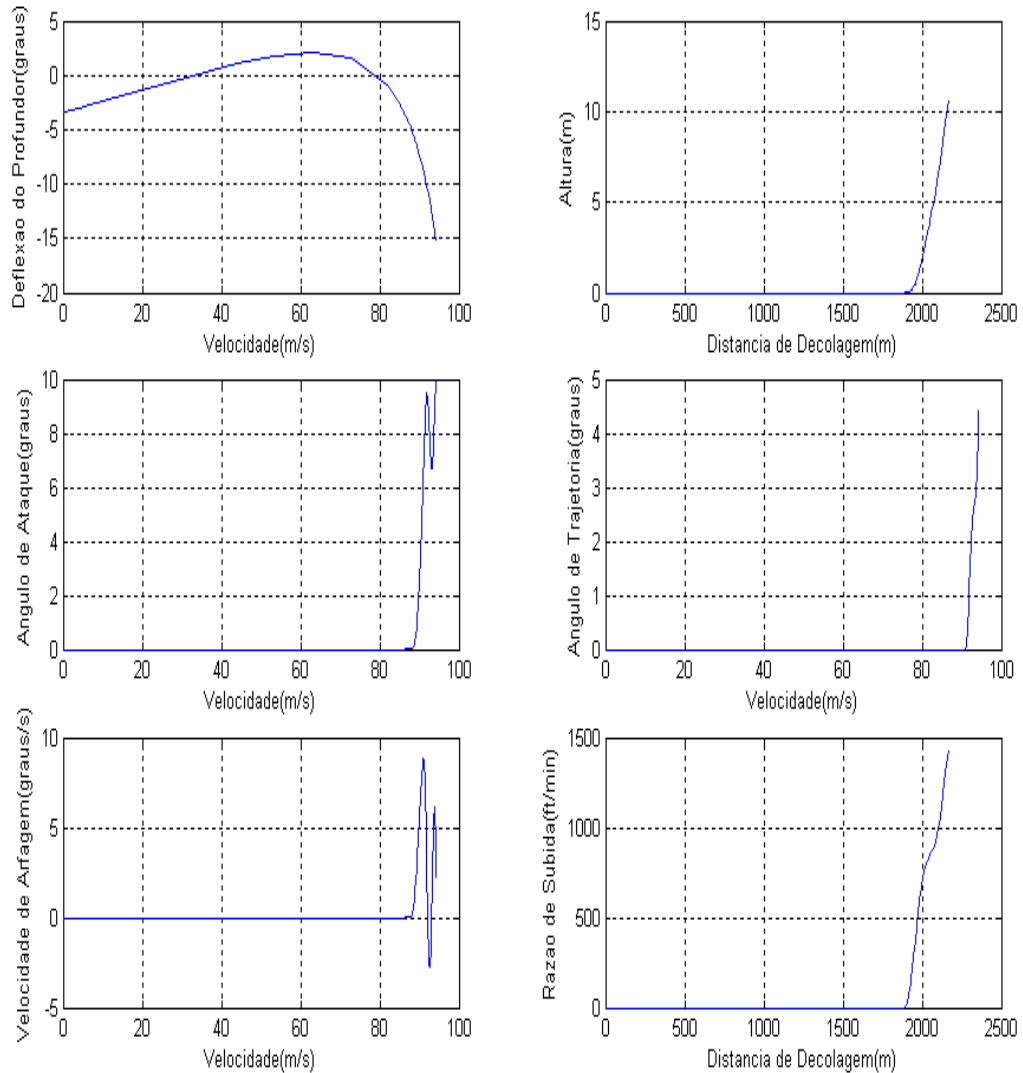 Deflexao do Profundor(graus)
5
0
-5
-10
-15
-20
0 20 40 60 80 100
Velocidade(m/s)
Altura(m)
15
10
5
0
0 500 1000 1500 2000 2500
Distancia de Decolagem(m)
Angulo de Ataque(graus)
10
8
6
4
2
0
0 20 40 60 80 100
Velocidade(m/s)
Angulo de Trajetoria(graus)
5
4
3
2
1
0
0 20 40 60 80 100
Velocidade(m/s)
Velocidade de Arfagem(graus/s)
10
5
0
-5
0 20 40 60 80 100
Velocidade(m/s)
Razao de Subida(ft/min)
1500
1000
500
0
0 500 1000 1500 2000 2500
Distancia de Decolagem(m)